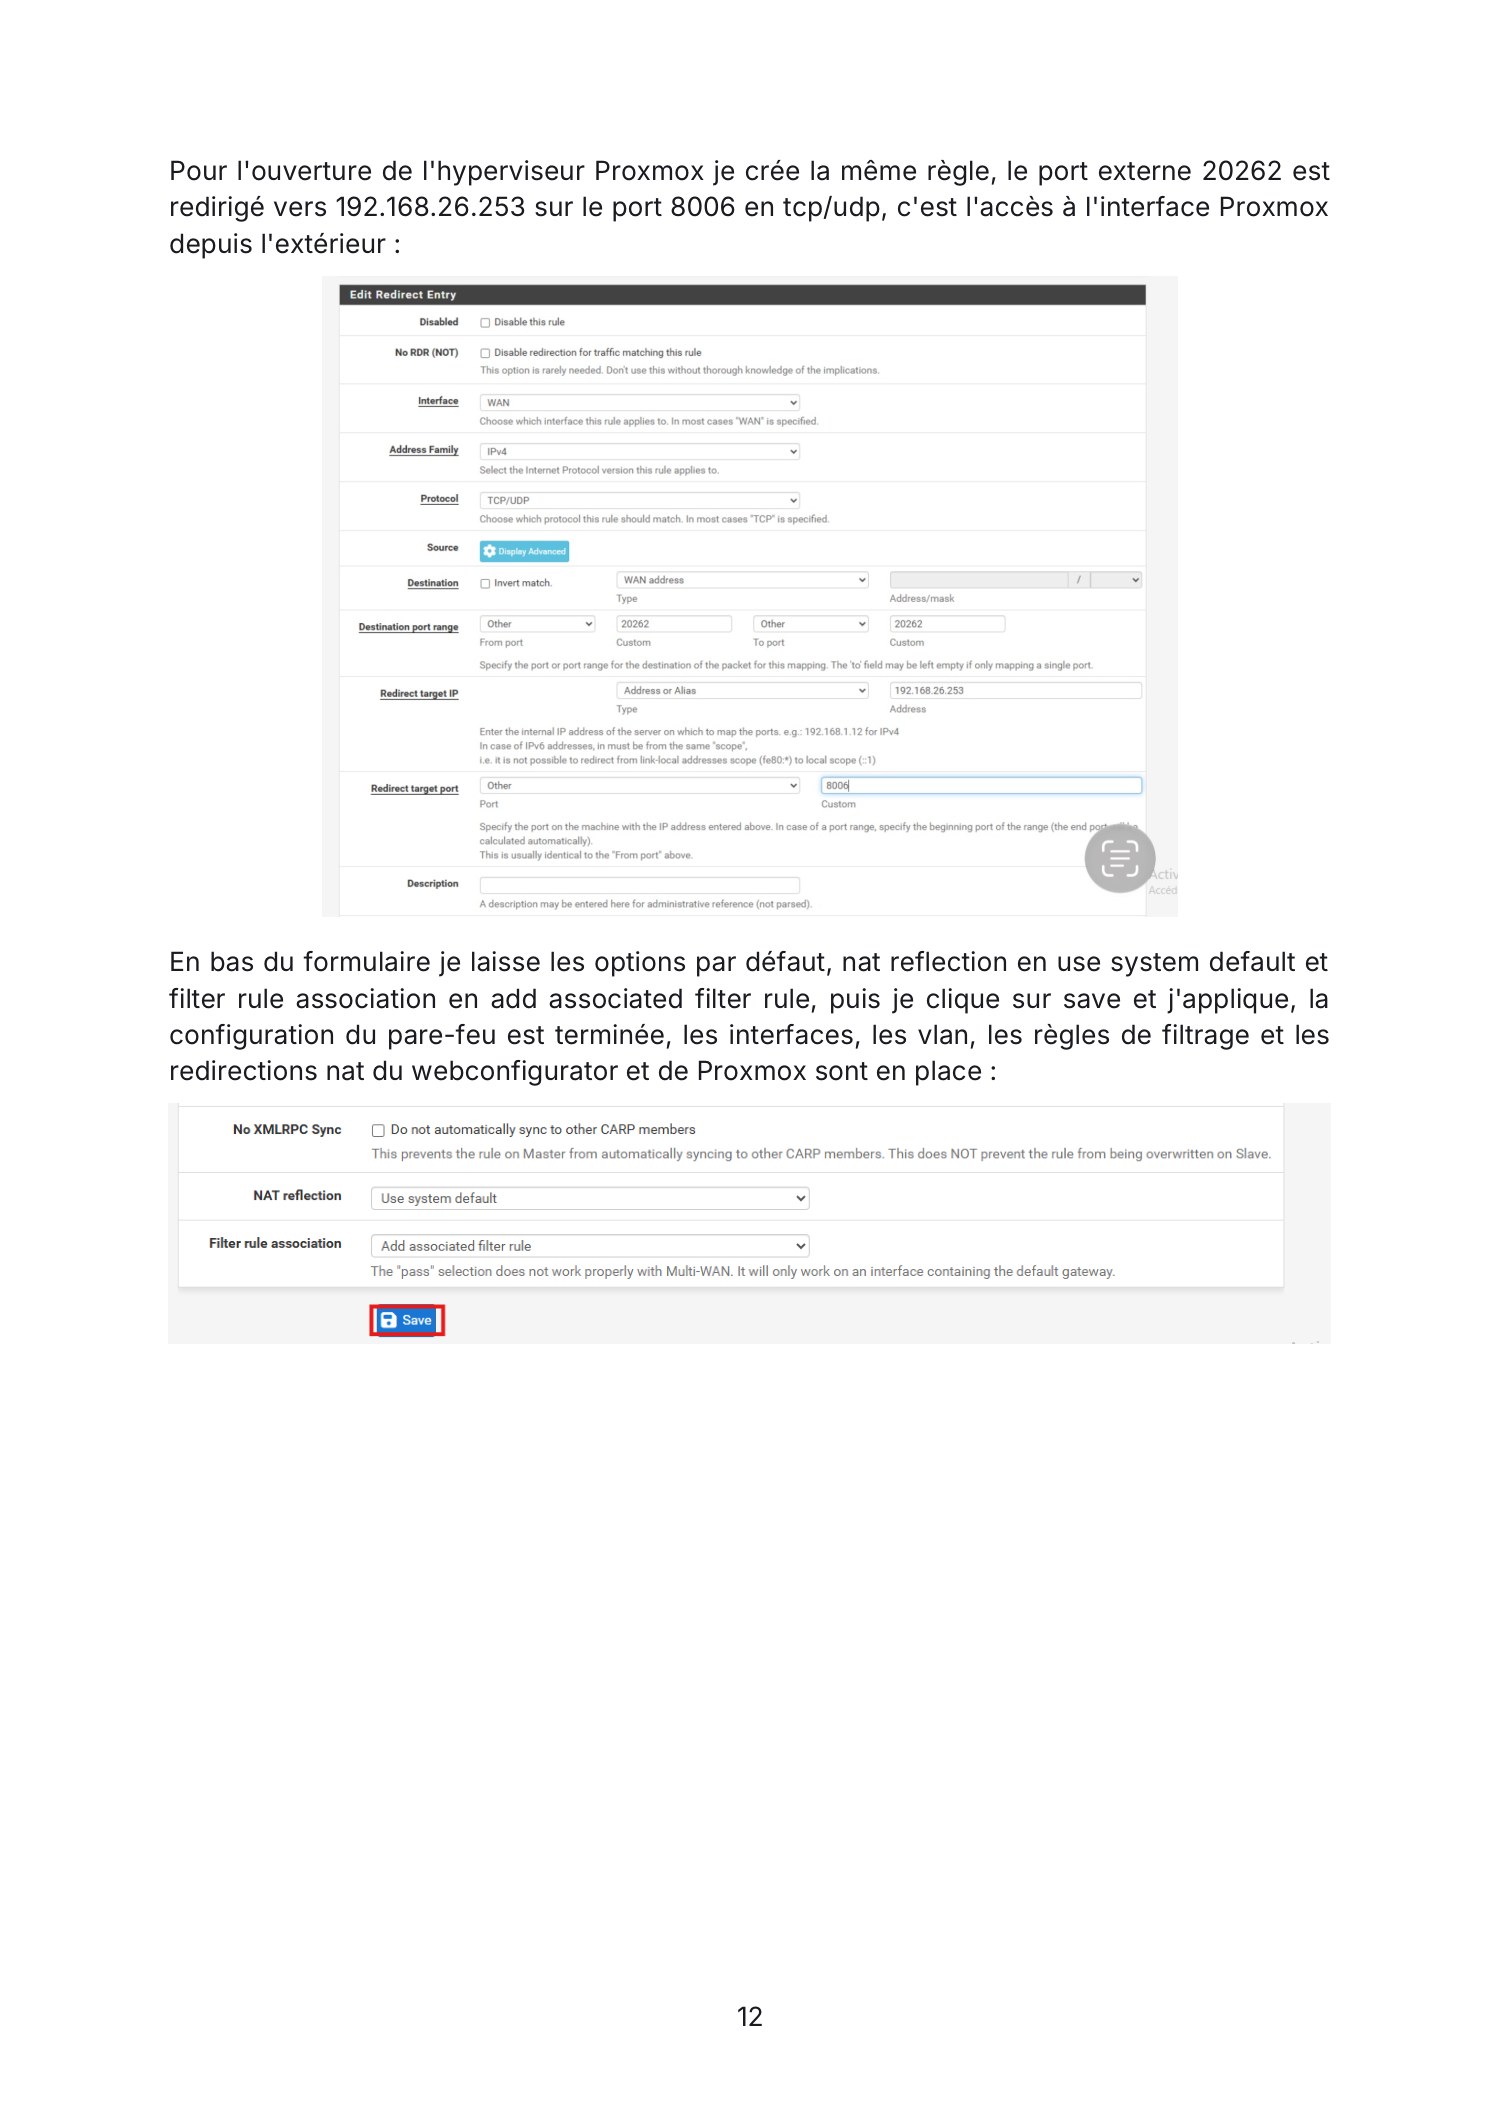 Pour l'ouverture de l'hyperviseur Proxmox je crée la même règle, le port externe 20262 est
redirigé vers 192.168.26.253 sur le port 8006 en tcp/udp, c'est l'accès à l'interface Proxmox
depuis l'extérieur :
Edit Redirect Entry
Disabled Disable this rule
No RDR (NOT) Disable redirection for traffic matching this rule
This option is rarely needed. Don't use this without thorough knowledge of the implications.
Interface WAN
Choose which interface this rule applies to. In most cases "WAN" is specified.
Address Family IPv4
Select the Internet Protocol version this rule applies to.
Protocol TCP/UDP
Choose which protocol this rule should match. In most cases "TCP" is specified.
Source Display Advanced
Destination Invert match. WAN address /
Type Address/mask
Destination port range Other 20262 Other 20262
From port Custom To port Custom
Specify the port or port range for the destination of the packet for this mapping. The 'to' field may be left empty if only mapping a single port.
Redirect target IP Address or Alias 192.168.26.253
Type Address
Enter the internal IP address of the server on which to map the ports. e.g.: 192.168.1.12 for IPv4
In case of IPv6 addresses, in must be from the same "scope",
i.e. it is not possible to redirect from link-local addresses scope (fe80:*) to local scope (::1)
Redirect target port Other 8006
Port Custom
Specify the port on the machine with the IP address entered above. In case of a port range, specify the beginning port of the range (the end port
calculated automatically).
This is usually identical to the "From port" above.
Activ
Description
Accéd
A description may be entered here for administrative reference (not parsed).
En bas du formulaire je laisse les options par défaut, nat reflection en use system default et
filter rule association en add associated filter rule, puis je clique sur save et j'applique, la
configuration du pare-feu est terminée, les interfaces, les vlan, les règles de filtrage et les
redirections nat du webconfigurator et de Proxmox sont en place :
No XMLRPC Sync Do not automatically sync to other CARP members
This prevents the rule on Master from automatically syncing to other CARP members. This does NOT prevent the rule from being overwritten on Slave.
NAT reflection Use system default
Filter rule association Add associated filter rule
The "pass" selection does not work properly with Multi-WAN. It will only work on an interface containing the default gateway.
Save
12